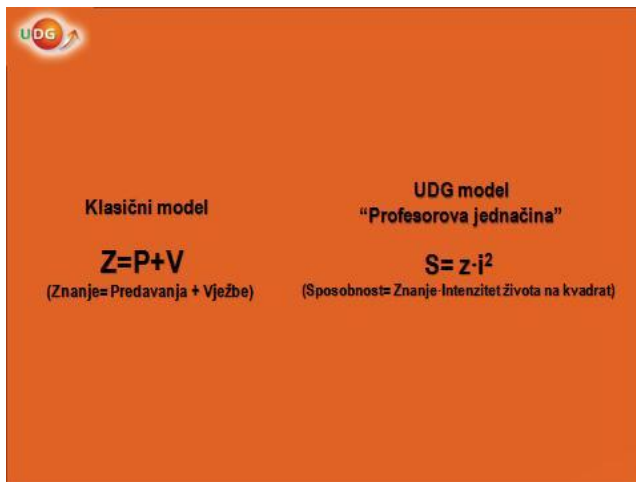 UDG
Klasični model
Z=P+V
(Znanje= Predavanja + Vježbe)
UDG model
“Profesorova jednačina”
S= z·i²
(Sposobnost= Znanje·Intenzitet života na kvadrat)